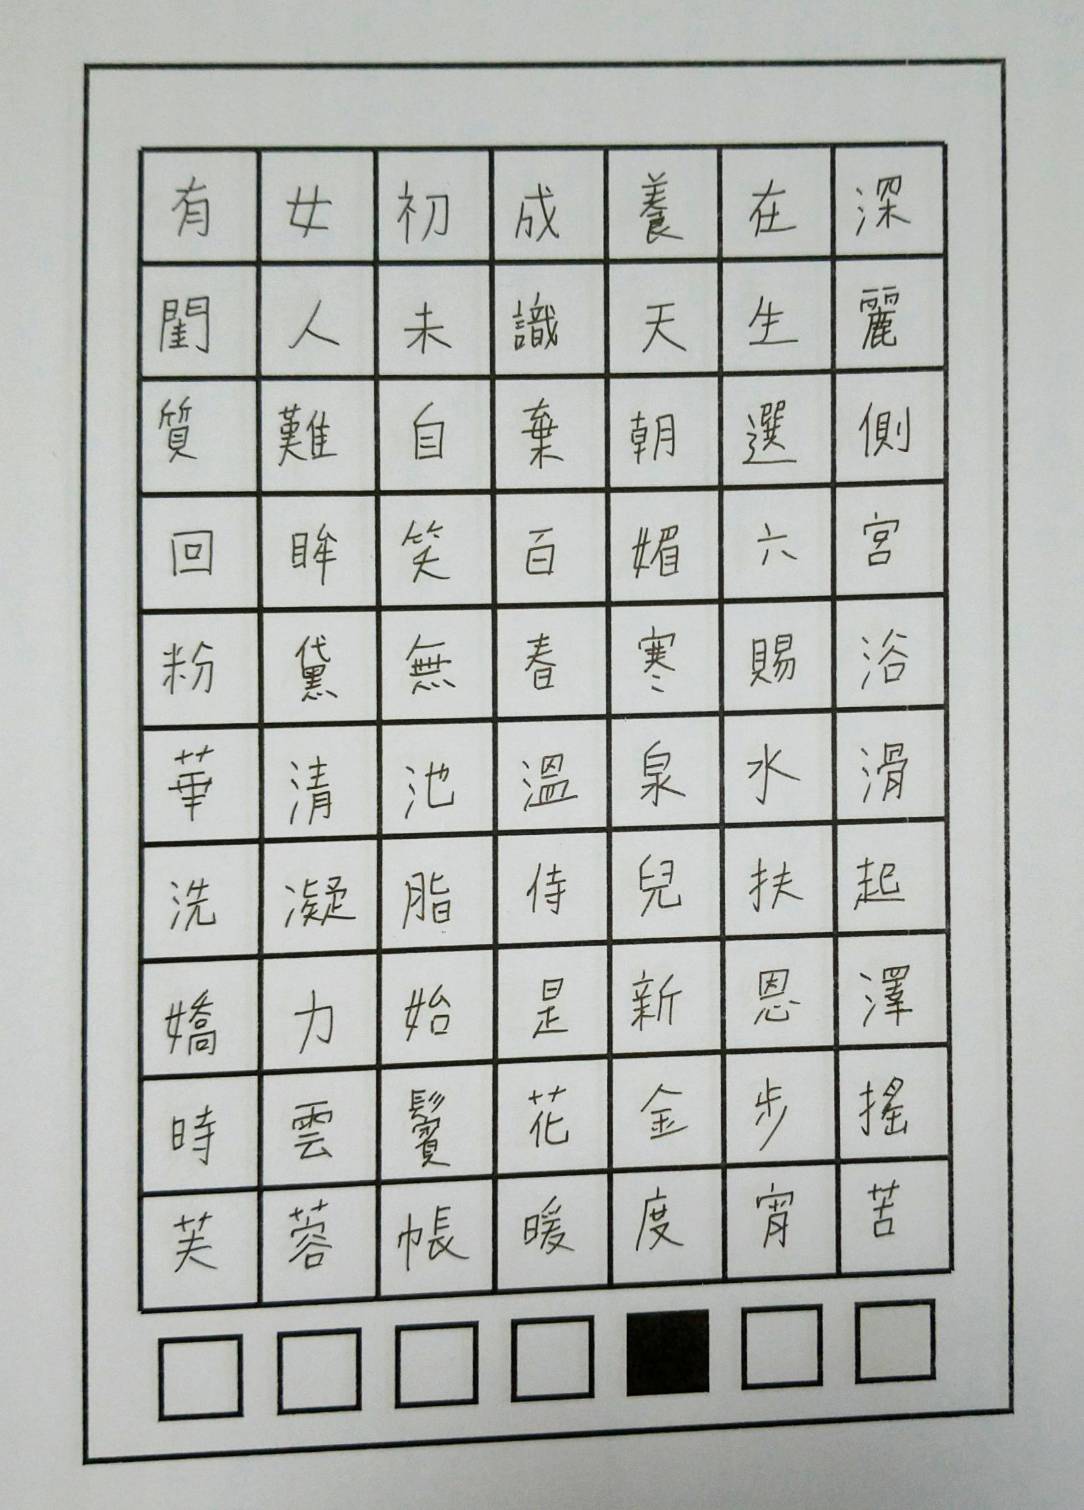 有女初成養在深
閨人未識天生麗
質難自棄朝選側
回眸笑百媚六宮
粉黛無春寒賜浴
華清池溫泉水滑
洗凝脂侍兒扶起
嬌力始是新恩澤
時雲鬢花金步搖
芙蓉帳暖度宵苦